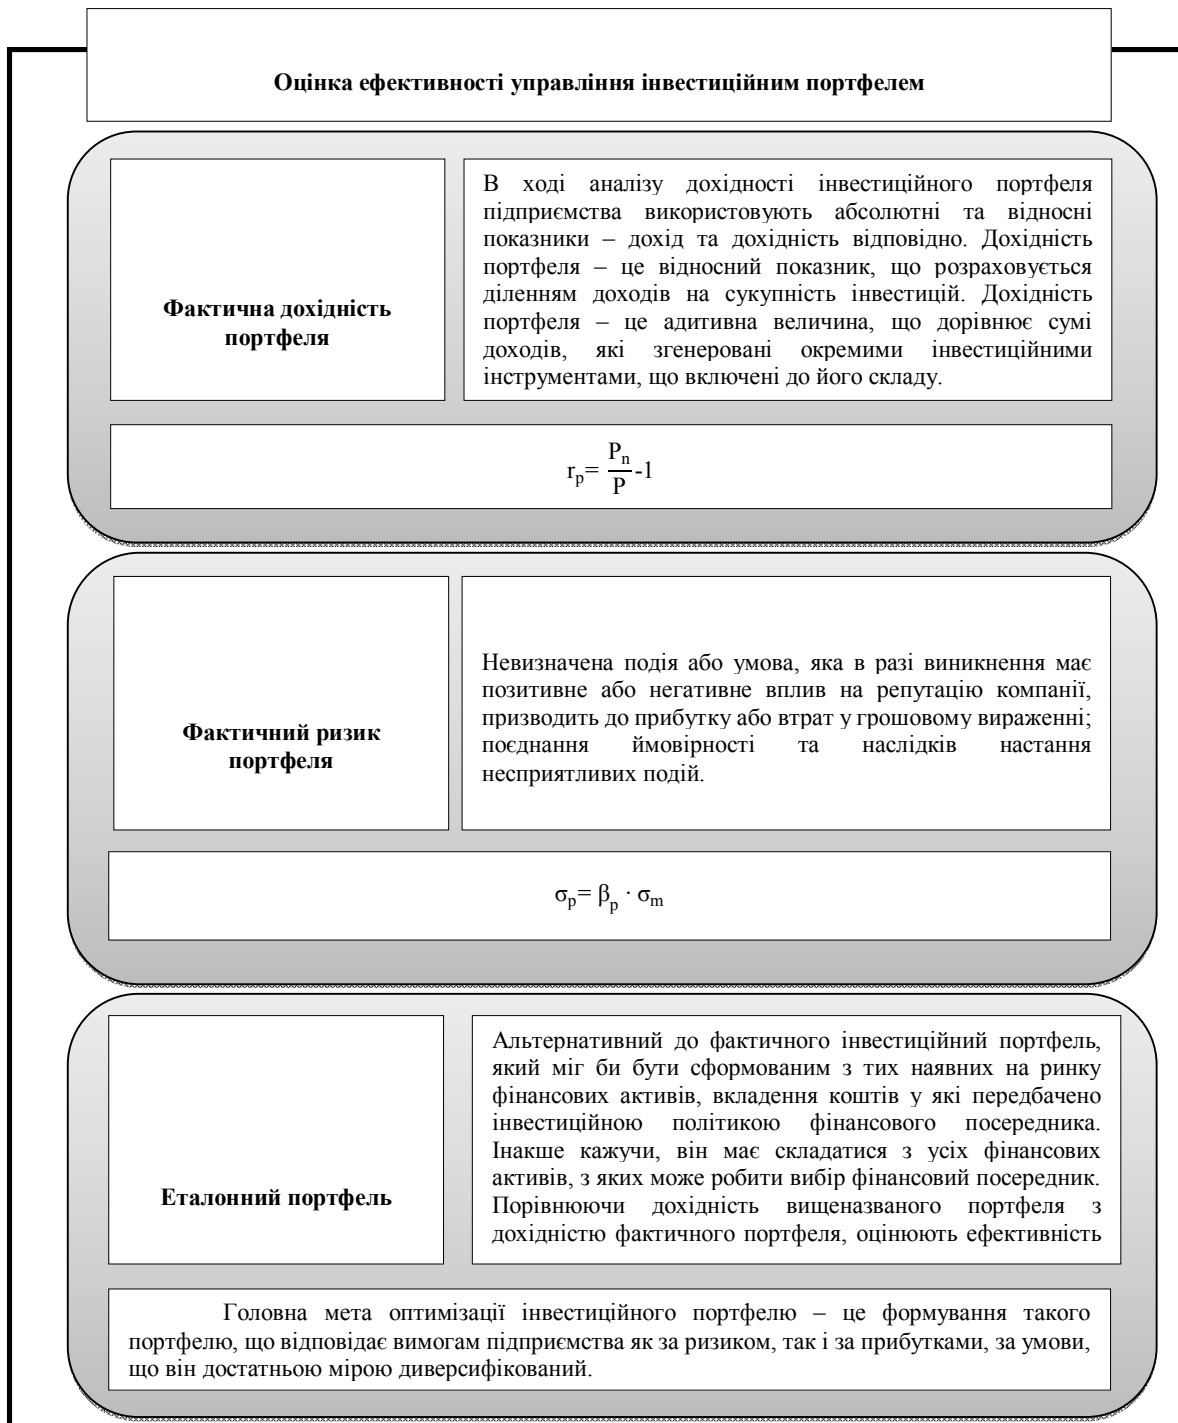 Оцінка ефективності управління інвестиційним портфелем
Фактична дохідність
портфеля
В ході аналізу дохідності інвестиційного портфеля
підприємства використовують абсолютні та відносні
показники – дохід та дохідність відповідно. Дохідність
портфеля – це відносний показник, що розраховується
діленням доходів на сукупність інвестицій. Дохідність
портфеля – це адитивна величина, що дорівнює сумі
доходів, які згенеровані окремими інвестиційними
інструментами, що включені до його складу.
rₚ= Pₙ/P -1
Фактичний ризик
портфеля
Невизначена подія або умова, яка в разі виникнення має
позитивне або негативне вплив на репутацію компанії,
призводить до прибутку або втрат у грошовому вираженні;
поєднання ймовірності та наслідків настання
несприятливих подій.
σₚ= βₚ · σₘ
Еталонний портфель
Альтернативний до фактичного інвестиційний портфель,
який міг би бути сформованим з тих наявних на ринку
фінансових активів, вкладення коштів у які передбачено
інвестиційною політикою фінансового посередника.
Інакше кажучи, він має складатися з усіх фінансових
активів, з яких може робити вибір фінансовий посередник.
Порівнюючи дохідність вищеназваного портфеля з
дохідністю фактичного портфеля, оцінюють ефективність
Головна мета оптимізації інвестиційного портфелю – це формування такого
портфелю, що відповідає вимогам підприємства як за ризиком, так і за прибутками, за умови,
що він достатньою мірою диверсифікований.